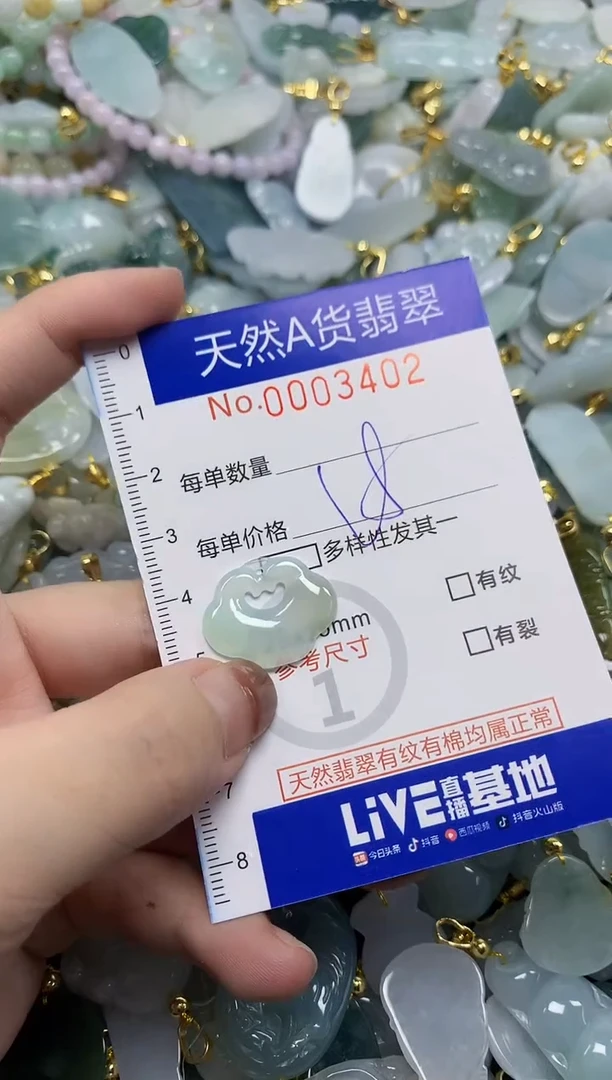 天然A货翡翠
No.0003402
每单数量
18
每单价格
多样性发其一
mm
参考尺寸
1
有纹
有裂
天然翡翠有纹有棉均属正常
LiVE直播基地
今日头条 抖音 西瓜视频 抖音火山版
0
1
2
3
4
7
8